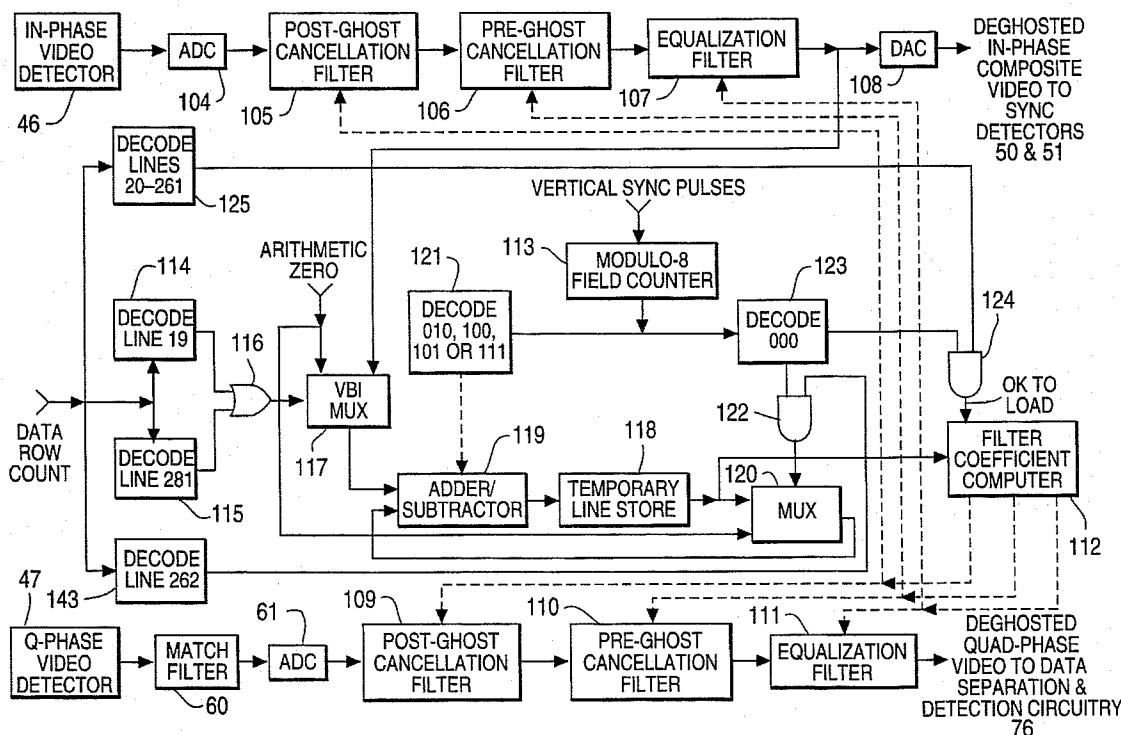 IN-PHASE
VIDEO
DETECTOR
46
ADC
104
POST-GHOST
CANCELLATION
FILTER
105
PRE-GHOST
CANCELLATION
FILTER
106
EQUALIZATION
FILTER
107
DAC
108
DEGHOSTED
IN-PHASE
COMPOSITE
VIDEO TO
SYNC
DETECTORS
50 & 51
DECODE
LINES
20-261
125
VERTICAL SYNC PULSES
113
MODULO-8
FIELD COUNTER
ARITHMETIC
ZERO
121
DECODE
010, 100,
101 OR 111
123
DECODE
000
124
OK TO
LOAD
114
DECODE
LINE 19
116
VBI
MUX
117
122
DATA
ROW
COUNT
DECODE
LINE 281
115
119
ADDER/
SUBTRACTOR
118
TEMPORARY
LINE STORE
120
MUX
FILTER
COEFFICIENT
COMPUTER
112
DECODE
LINE 262
143
47
Q-PHASE
VIDEO
DETECTOR
MATCH
FILTER
60
61
ADC
109
POST-GHOST
CANCELLATION
FILTER
110
PRE-GHOST
CANCELLATION
FILTER
111
EQUALIZATION
FILTER
DEGHOSTED
QUAD-PHASE
VIDEO TO DATA
SEPARATION &
DETECTION CIRCUITRY
76